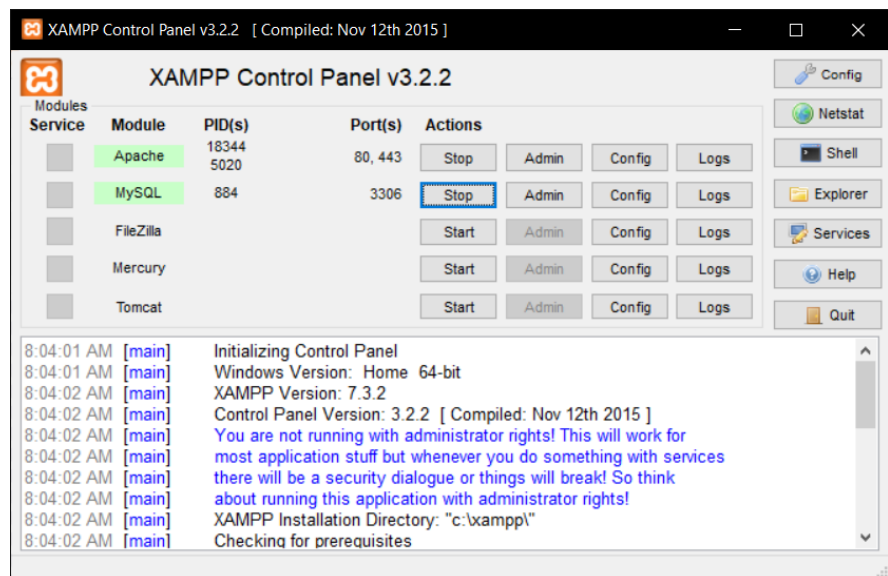 XAMPP Control Panel v3.2.2 [ Compiled: Nov 12th 2015 ]
XAMPP Control Panel v3.2.2
Config
Modules
Netstat
Service Module PID(s) Port(s) Actions
Apache 18344 5020 80, 443 Stop Admin Config Logs
Shell
MySQL 884 3306 Stop Admin Config Logs
Explorer
FileZilla Start Admin Config Logs
Services
Mercury Start Admin Config Logs
Help
Tomcat Start Admin Config Logs
Quit
8:04:01 AM [main] Initializing Control Panel
8:04:01 AM [main] Windows Version: Home 64-bit
8:04:02 AM [main] XAMPP Version: 7.3.2
8:04:02 AM [main] Control Panel Version: 3.2.2 [ Compiled: Nov 12th 2015 ]
8:04:02 AM [main] You are not running with administrator rights! This will work for
8:04:02 AM [main] most application stuff but whenever you do something with services
8:04:02 AM [main] there will be a security dialogue or things will break! So think
8:04:02 AM [main] about running this application with administrator rights!
8:04:02 AM [main] XAMPP Installation Directory: "c:\xampp\"
8:04:02 AM [main] Checking for prerequisites